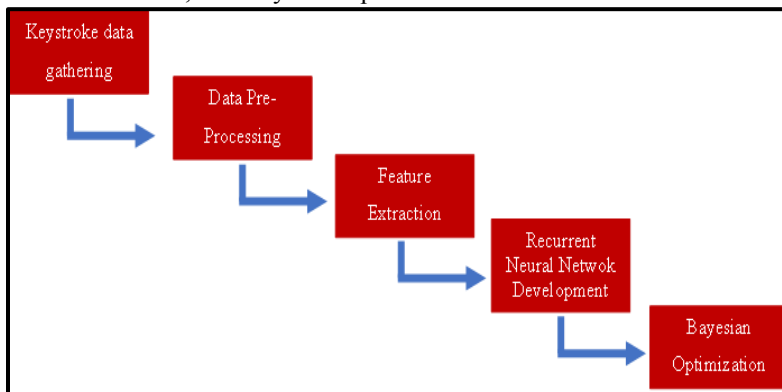 Keystroke data
gathering
Data Pre-
Processing
Feature
Extraction
Recurrent
Neural Netwok
Development
Bayesian
Optimization